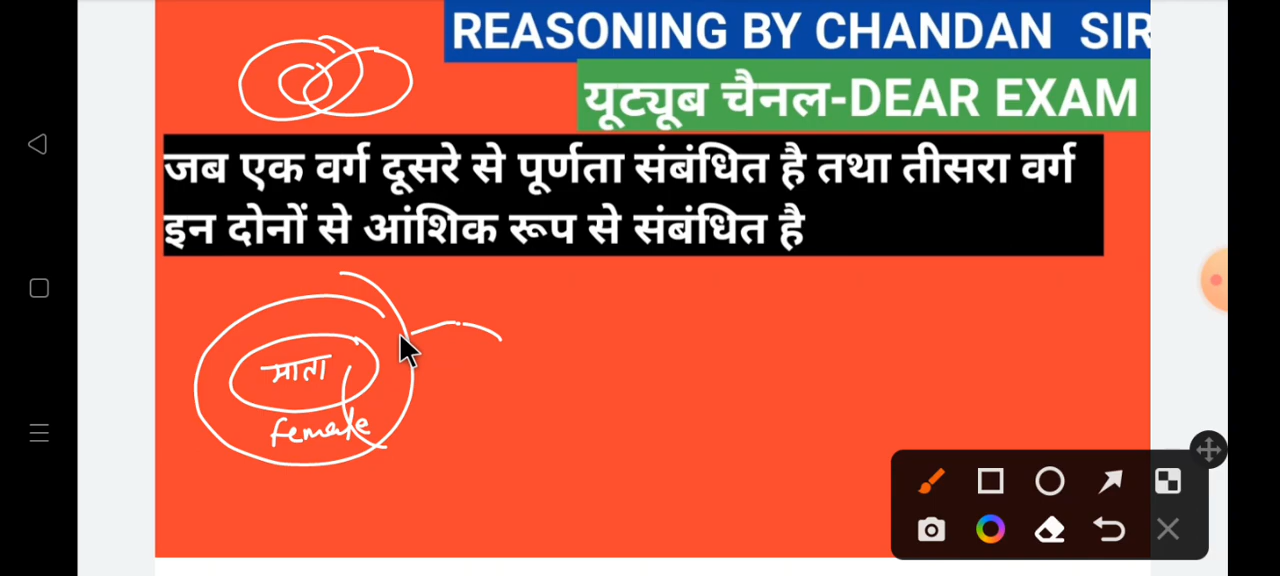 REASONING BY CHANDAN SIR
यूट्यूब चैनल-DEAR EXAM
जब एक वर्ग दूसरे से पूर्णता संबंधित है तथा तीसरा वर्ग
इन दोनों से आंशिक रूप से संबंधित है
माता
female